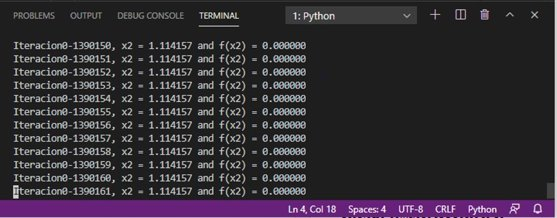 PROBLEMS OUTPUT DEBUG CONSOLE TERMINAL 1: Python
Iteracion0-1390150, x2 = 1.114157 and f(x2) = 0.000000
Iteracion0-1390151, x2 = 1.114157 and f(x2) = 0.000000
Iteracion0-1390152, x2 = 1.114157 and f(x2) = 0.000000
Iteracion0-1390153, x2 = 1.114157 and f(x2) = 0.000000
Iteracion0-1390154, x2 = 1.114157 and f(x2) = 0.000000
Iteracion0-1390155, x2 = 1.114157 and f(x2) = 0.000000
Iteracion0-1390156, x2 = 1.114157 and f(x2) = 0.000000
Iteracion0-1390157, x2 = 1.114157 and f(x2) = 0.000000
Iteracion0-1390158, x2 = 1.114157 and f(x2) = 0.000000
Iteracion0-1390159, x2 = 1.114157 and f(x2) = 0.000000
Iteracion0-1390160, x2 = 1.114157 and f(x2) = 0.000000
Iteracion0-1390161, x2 = 1.114157 and f(x2) = 0.000000
Ln 4, Col 18 Spaces: 4 UTF-8 CRLF Python